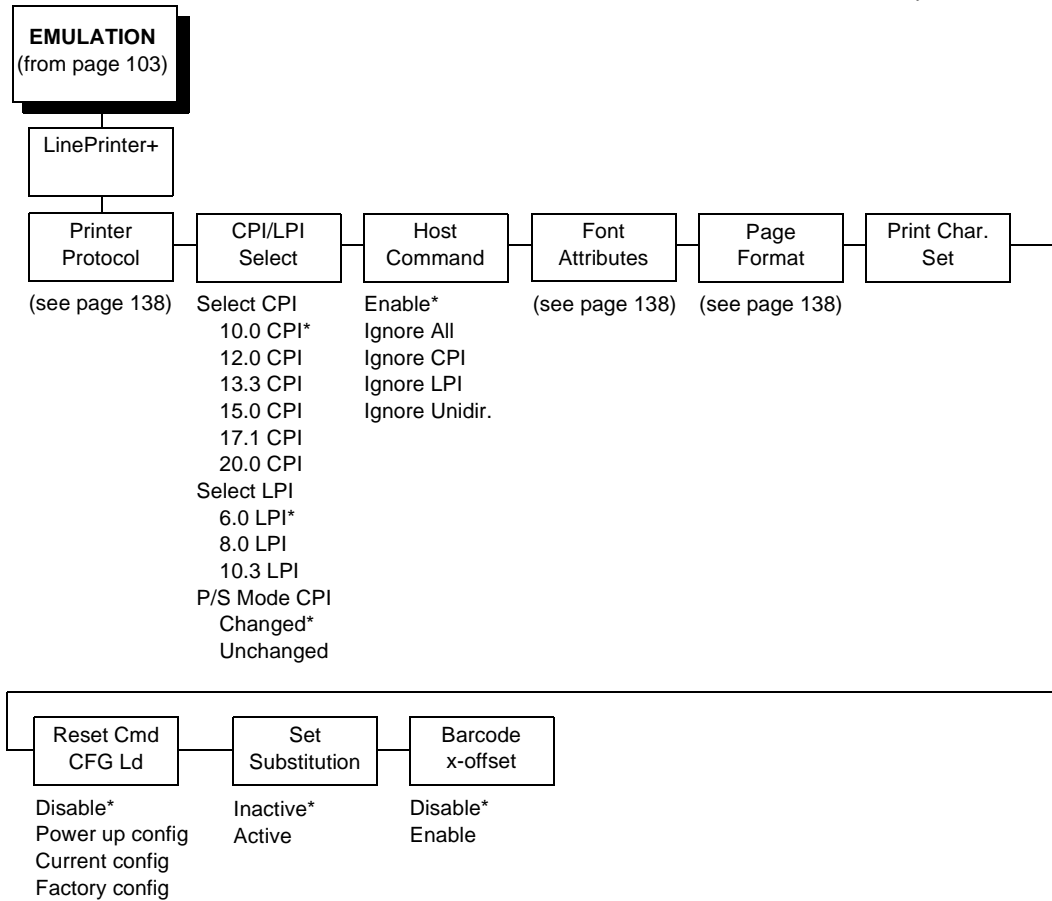 EMULATION
(from page 103)
LinePrinter+
Printer
Protocol
(see page 138)
CPI/LPI
Select
Select CPI
10.0 CPI*
12.0 CPI
13.3 CPI
15.0 CPI
17.1 CPI
20.0 CPI
Select LPI
6.0 LPI*
8.0 LPI
10.3 LPI
P/S Mode CPI
Changed*
Unchanged
Host
Command
Enable*
Ignore All
Ignore CPI
Ignore LPI
Ignore Unidir.
Font
Attributes
(see page 138)
Page
Format
(see page 138)
Print Char.
Set
Reset Cmd
CFG Ld
Disable*
Power up config
Current config
Factory config
Set
Substitution
Inactive*
Active
Barcode
x-offset
Disable*
Enable